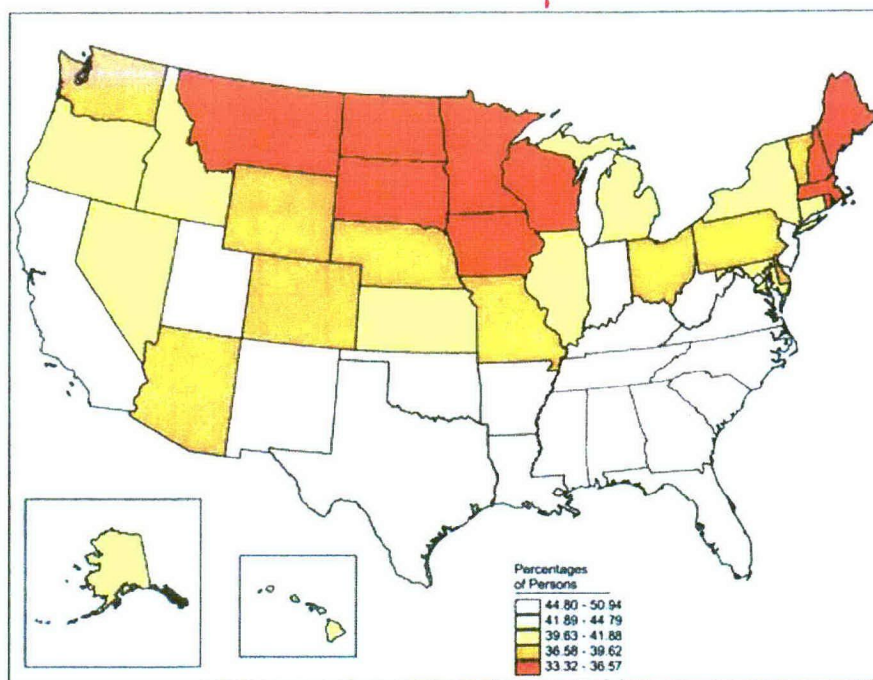 Percentages
of Persons
44.80 - 50.94
41.89 - 44.79
39.63 - 41.88
36.58 - 39.62
33.32 - 36.57